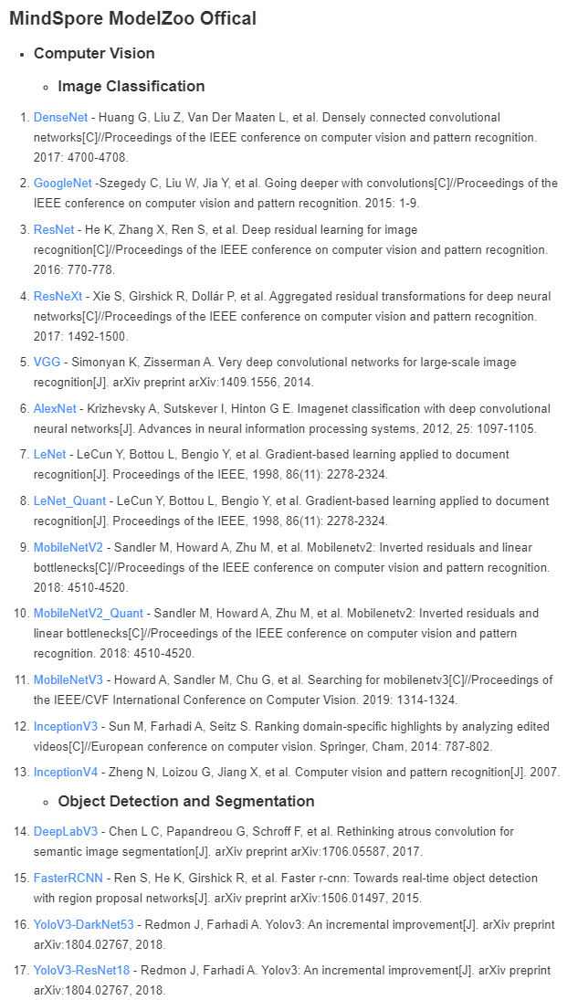 MindSpore ModelZoo Offical
• Computer Vision
◦ Image Classification
1. DenseNet - Huang G, Liu Z, Van Der Maaten L, et al. Densely connected convolutional
networks[C]//Proceedings of the IEEE conference on computer vision and pattern recognition.
2017: 4700-4708.
2. GoogleNet -Szegedy C, Liu W, Jia Y, et al. Going deeper with convolutions[C]//Proceedings of the
IEEE conference on computer vision and pattern recognition. 2015: 1-9.
3. ResNet - He K, Zhang X, Ren S, et al. Deep residual learning for image
recognition[C]//Proceedings of the IEEE conference on computer vision and pattern recognition.
2016: 770-778.
4. ResNeXt - Xie S, Girshick R, Dollár P, et al. Aggregated residual transformations for deep neural
networks[C]//Proceedings of the IEEE conference on computer vision and pattern recognition.
2017: 1492-1500.
5. VGG - Simonyan K, Zisserman A. Very deep convolutional networks for large-scale image
recognition[J]. arXiv preprint arXiv:1409.1556, 2014.
6. AlexNet - Krizhevsky A, Sutskever I, Hinton G E. Imagenet classification with deep convolutional
neural networks[J]. Advances in neural information processing systems, 2012, 25: 1097-1105.
7. LeNet - LeCun Y, Bottou L, Bengio Y, et al. Gradient-based learning applied to document
recognition[J]. Proceedings of the IEEE, 1998, 86(11): 2278-2324.
8. LeNet_Quant - LeCun Y, Bottou L, Bengio Y, et al. Gradient-based learning applied to document
recognition[J]. Proceedings of the IEEE, 1998, 86(11): 2278-2324.
9. MobileNetV2 - Sandler M, Howard A, Zhu M, et al. Mobilenetv2: Inverted residuals and linear
bottlenecks[C]//Proceedings of the IEEE conference on computer vision and pattern recognition.
2018: 4510-4520.
10. MobileNetV2_Quant - Sandler M, Howard A, Zhu M, et al. Mobilenetv2: Inverted residuals and
linear bottlenecks[C]//Proceedings of the IEEE conference on computer vision and pattern
recognition. 2018: 4510-4520.
11. MobileNetV3 - Howard A, Sandler M, Chu G, et al. Searching for mobilenetv3[C]//Proceedings of
the IEEE/CVF International Conference on Computer Vision. 2019: 1314-1324.
12. InceptionV3 - Sun M, Farhadi A, Seitz S. Ranking domain-specific highlights by analyzing edited
videos[C]//European conference on computer vision. Springer, Cham, 2014: 787-802.
13. InceptionV4 - Zheng N, Loizou G, Jiang X, et al. Computer vision and pattern recognition[J]. 2007.
◦ Object Detection and Segmentation
14. DeepLabV3 - Chen L C, Papandreou G, Schroff F, et al. Rethinking atrous convolution for
semantic image segmentation[J]. arXiv preprint arXiv:1706.05587, 2017.
15. FasterRCNN - Ren S, He K, Girshick R, et al. Faster r-cnn: Towards real-time object detection
with region proposal networks[J]. arXiv preprint arXiv:1506.01497, 2015.
16. YoloV3-DarkNet53 - Redmon J, Farhadi A. Yolov3: An incremental improvement[J]. arXiv preprint
arXiv:1804.02767, 2018.
17. YoloV3-ResNet18 - Redmon J, Farhadi A. Yolov3: An incremental improvement[J]. arXiv preprint
arXiv:1804.02767, 2018.